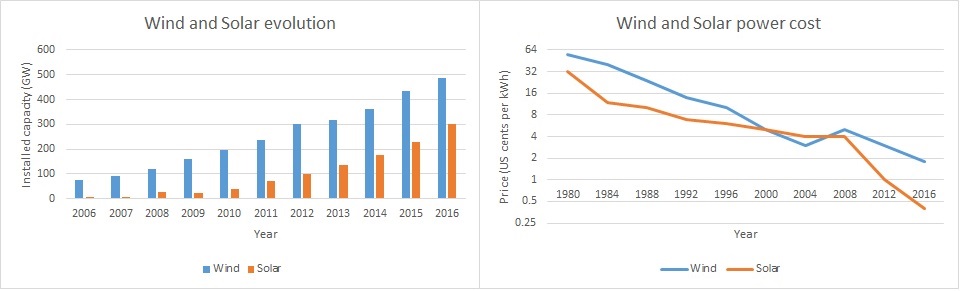 Wind and Solar evolution
Installed capacity (GW)
600
500
400
300
200
100
0
2006 2007 2008 2009 2010 2011 2012 2013 2014 2015 2016
Year
Wind Solar
Wind and Solar power cost
Price (US cents per kWh)
64
32
16
8
4
2
1
0.5
0.25
1980 1984 1988 1992 1996 2000 2004 2008 2012 2016
Year
Wind Solar